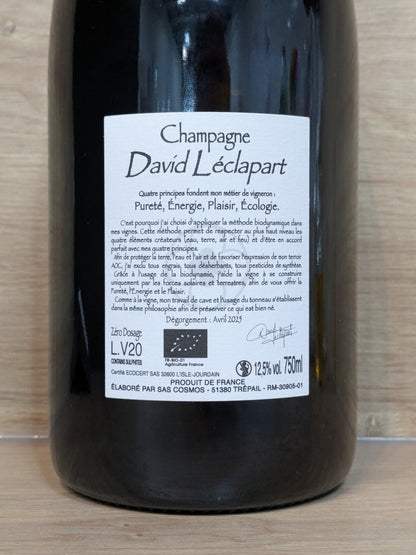 Champagne
David Léclapart
Quatre principes fondent mon métier de vigneron :
Pureté, Énergie, Plaisir, Écologie.
C'est pourquoi j'ai choisi d'appliquer la méthode biodynamique dans
mes vignes. Cette méthode permet de respecter au plus haut niveau les
quatre éléments créateurs (eau, terre, air et feu) et d'être en accord
parfait avec mes quatre principes.
Afin de protéger la terre, l'eau et l'air et de favoriser l'expression de mon terroir
AOC, j'ai exclu tous engrais, tous désherbants, tous pesticides de synthèse.
Grâce à l'usage de la biodynamie, j'aide la vigne à se construire
uniquement par les forces solaires et terrestres, afin de vous offrir la
Pureté, l'Energie et le Plaisir.
Comme à la vigne, mon travail de cave et l'usage du tonneau s'établissent
dans la même philosophie afin de préserver ce qui est bien né.
Dégorgement : Avril 2025
Zéro Dosage
L.V20
CONTAINS SULPHITES
FR-BIO-01
Agriculture France
12,5% vol. 750ml
Certifié ECOCERT SAS 32600 L'ISLE-JOURDAIN
PRODUIT DE FRANCE
ÉLABORÉ PAR SAS COSMOS - 51380 TRÉPAIL - RM-30905-01